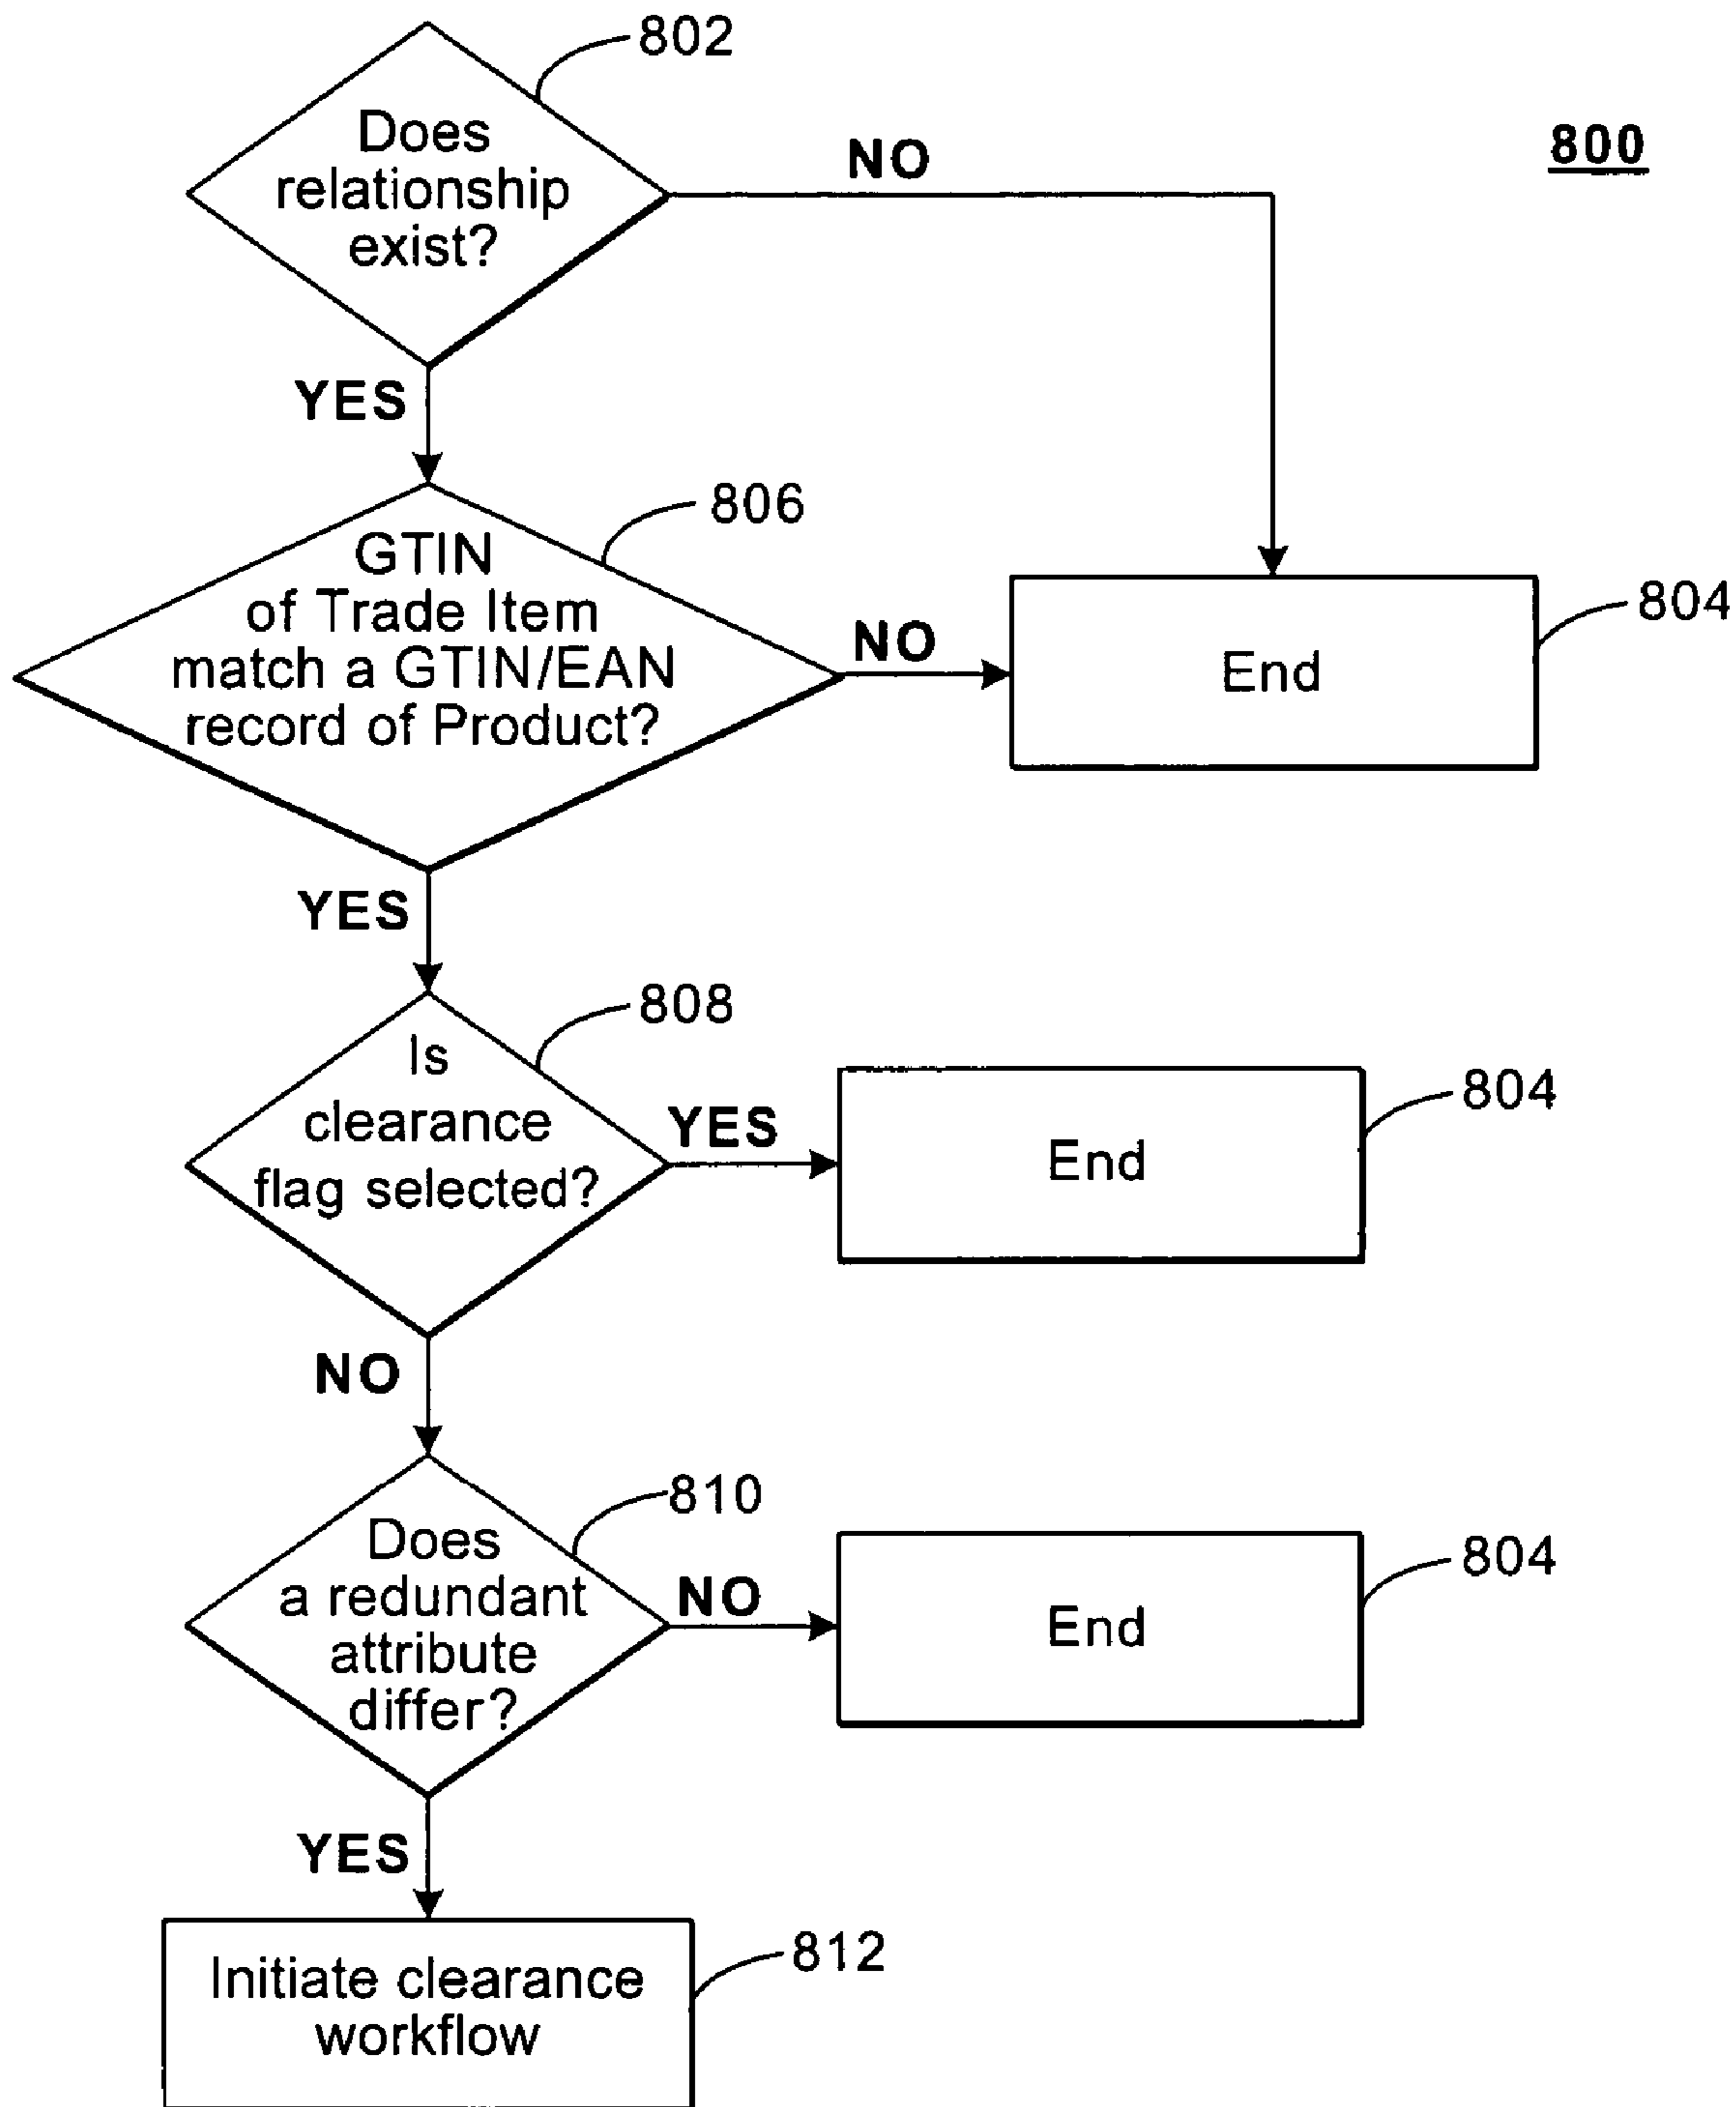 802
Does
relationship
exist?
NO
800
YES
806
GTIN
of Trade Item
match a GTIN/EAN
record of Product?
NO
End
804
YES
808
Is
clearance
flag selected?
YES
End
804
NO
810
Does
a redundant
attribute
differ?
NO
End
804
YES
812
Initiate clearance
workflow